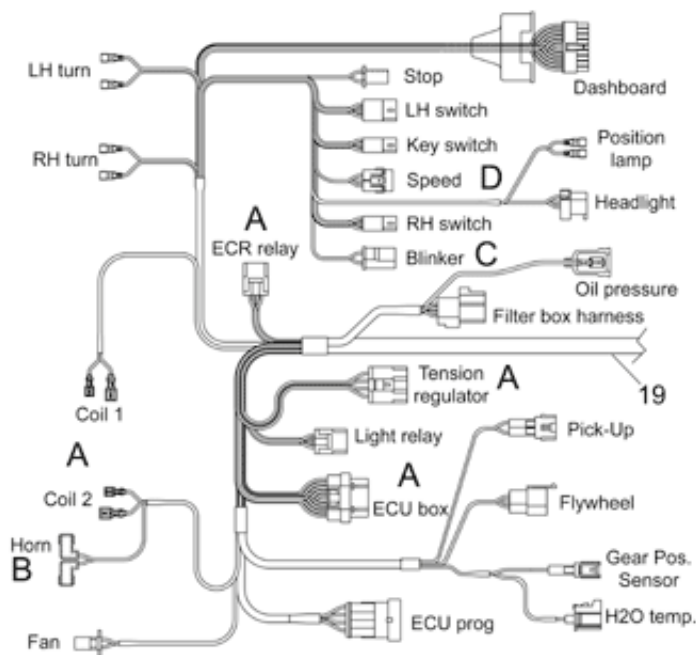 LH turn
Dashboard
Stop
LH switch
Key switch
Position
lamp
RH turn
Speed
D
Headlight
A
ECR relay
RH switch
Blinker
C
Oil pressure
Filter box harness
Coil 1
Tension
regulator
A
19
Light relay
Pick-Up
A
Coil 2
A
ECU box
Flywheel
Horn
B
Gear Pos.
Sensor
Fan
ECU prog
H2O temp.